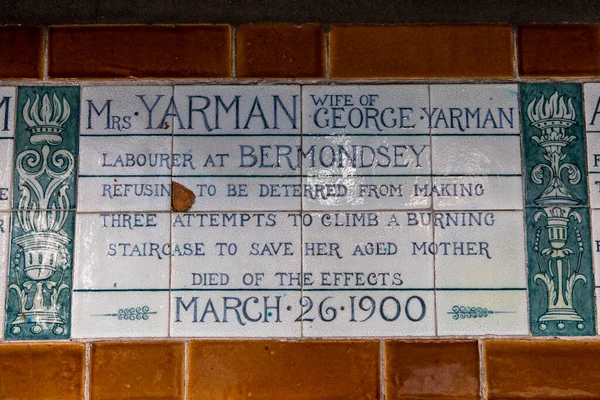 Mrs · YARMAN WIFE OF GEORGE · YARMAN
LABOURER AT BERMONDSEY
REFUSIN TO BE DETERRED FROM MAKING
THREE ATTEMPTS TO CLIMB A BURNING
STAIRCASE TO SAVE HER AGED MOTHER
DIED OF THE EFFECTS
MARCH · 26 · 1900